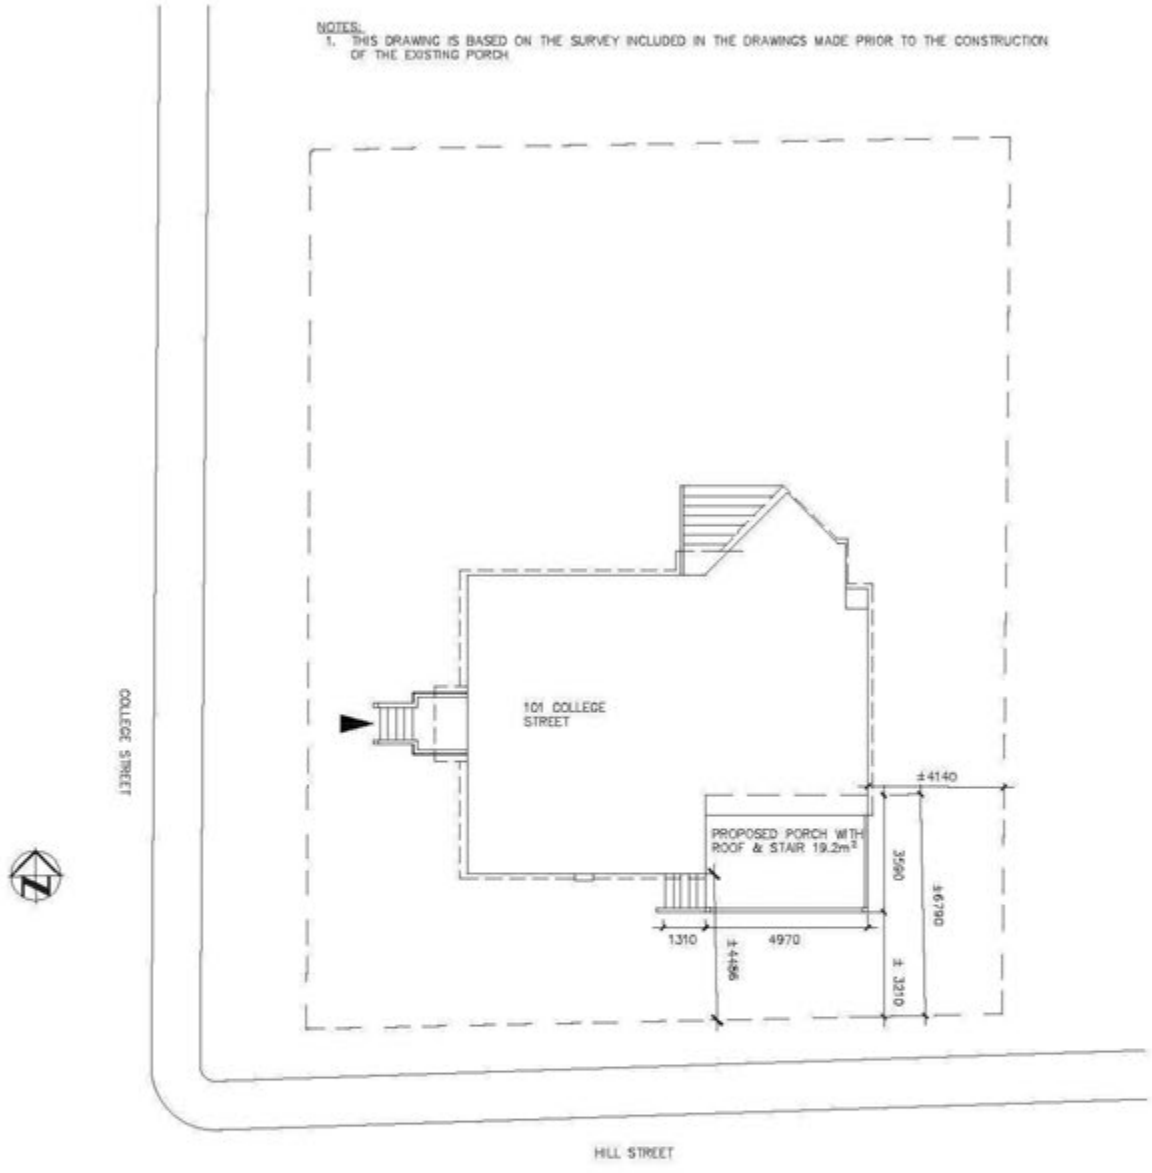 NOTES:
1. THIS DRAWING IS BASED ON THE SURVEY INCLUDED IN THE DRAWINGS MADE PRIOR TO THE CONSTRUCTION
OF THE EXISTING PORCH
COLLEGE STREET
101 COLLEGE
STREET
±4140
PROPOSED PORCH WITH
ROOF & STAIR 19.2m²
3590
±6790
1310
4970
±4486
± 3210
N
HILL STREET